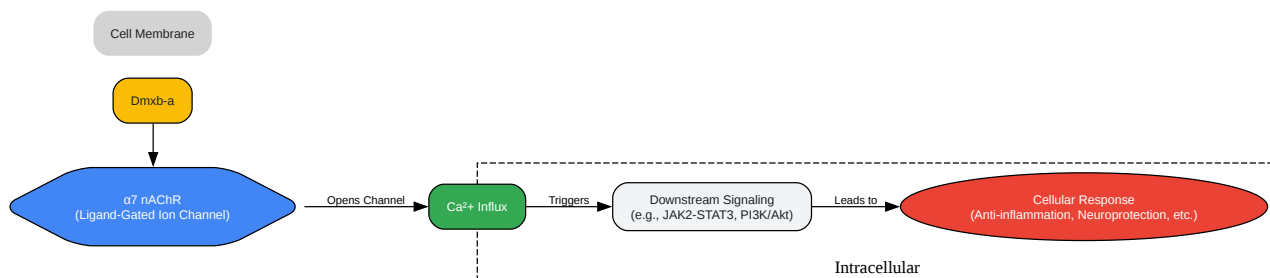 Cell Membrane
Dmxb-a
α7 nAChR
(Ligand-Gated Ion Channel)
Opens Channel
Ca²+ Influx
Triggers
Downstream Signaling
(e.g., JAK2-STAT3, PI3K/Akt)
Leads to
Cellular Response
(Anti-inflammation, Neuroprotection, etc.)
Intracellular